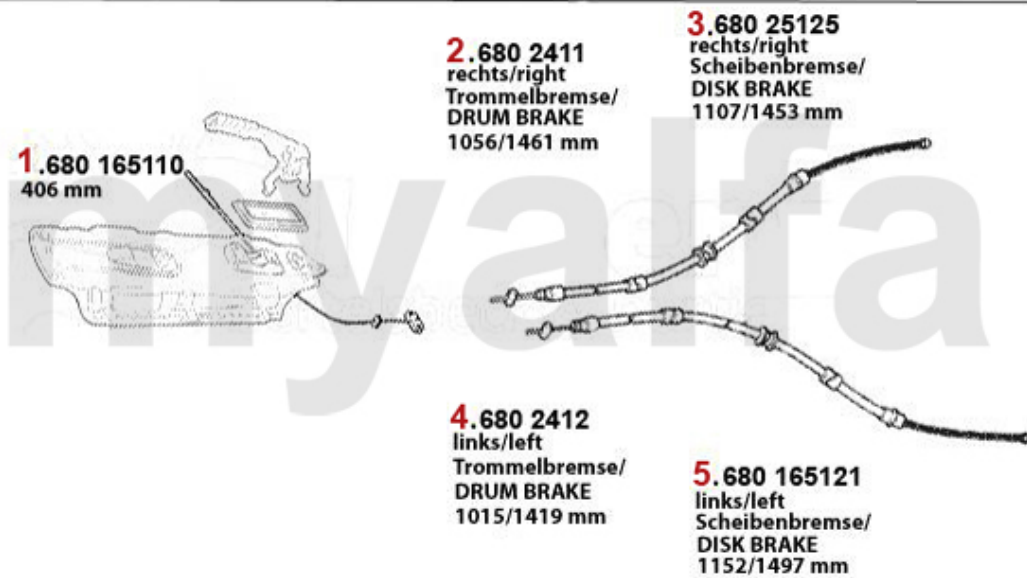 1.680 165110
406 mm
2.680 2411
rechts/right
Trommelbremse/
DRUM BRAKE
1056/1461 mm
3.680 25125
rechts/right
Scheibenbremse/
DISK BRAKE
1107/1453 mm
myalfa
4.680 2412
links/left
Trommelbremse/
DRUM BRAKE
1015/1419 mm
5.680 165121
links/left
Scheibenbremse/
DISK BRAKE
1152/1497 mm